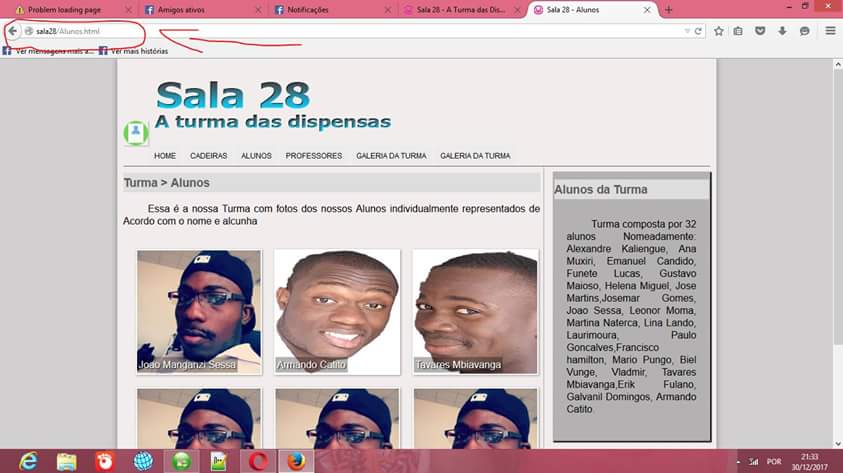 Problem loading page
Amigos ativos
Notificações
Sala 28 - A Turma das Dis...
Sala 28 - Alunos
sala28/Alunos.html
Ver mensagens mais a...
Ver mais histórias
Sala 28
A turma das dispensas
HOME CADEIRAS ALUNOS PROFESSORES GALERIA DA TURMA GALERIA DA TURMA
Turma > Alunos
Essa é a nossa Turma com fotos dos nossos Alunos individualmente representados de
Acordo com o nome e alcunha
Joao Manganzi Sessa
Armando Catito
Tavares Mbiavanga
Alunos da Turma
Turma composta por 32
alunos Nomeadamente:
Alexandre Kaliengue, Ana
Muxiri, Emanuel Candido,
Funete Lucas, Gustavo
Maioso, Helena Miguel, Jose
Martins,Josemar Gomes,
Joao Sessa, Leonor Moma,
Martina Naterca, Lina Lando,
Laurimoura, Paulo
Goncalves,Francisco
hamilton, Mario Pungo, Biel
Vunge, Vladmir, Tavares
Mbiavanga,Erik Fulano,
Galvanil Domingos, Armando
Catito.
POR
21:33
30/12/2017